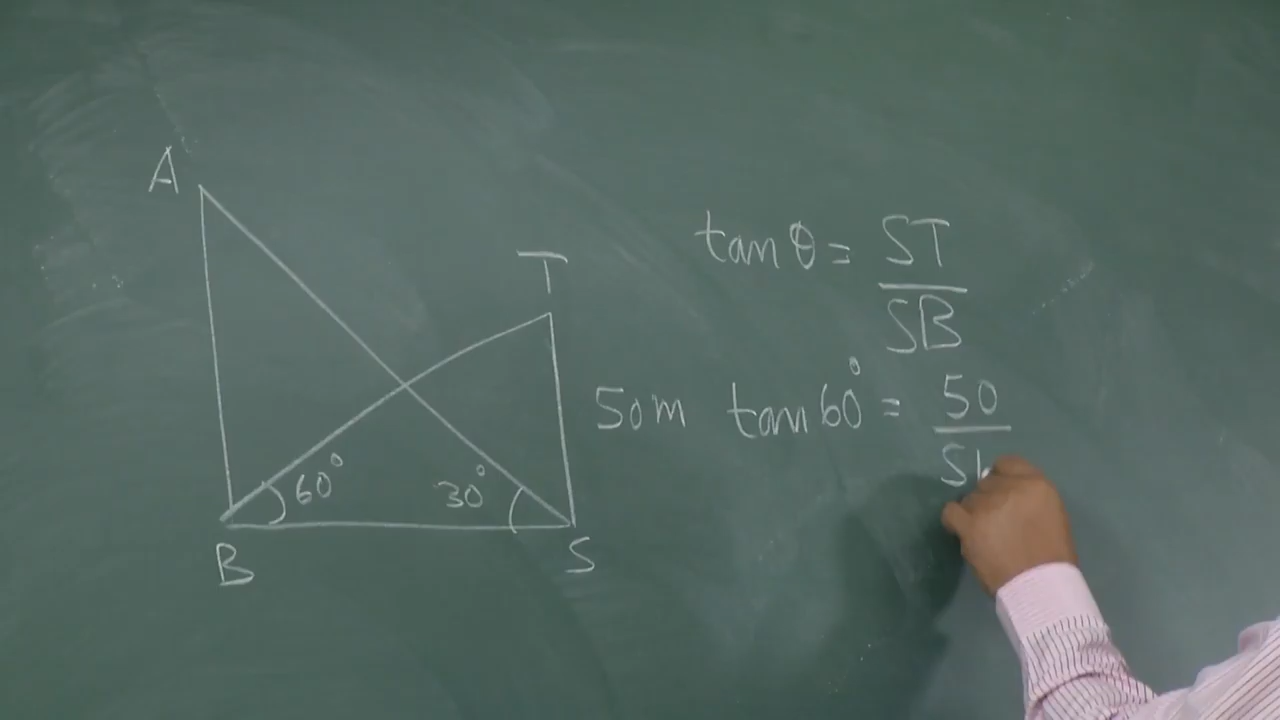 A
T
60°
30°
B
S
50m
tan θ = ST
SB
tan 60° = 50
S